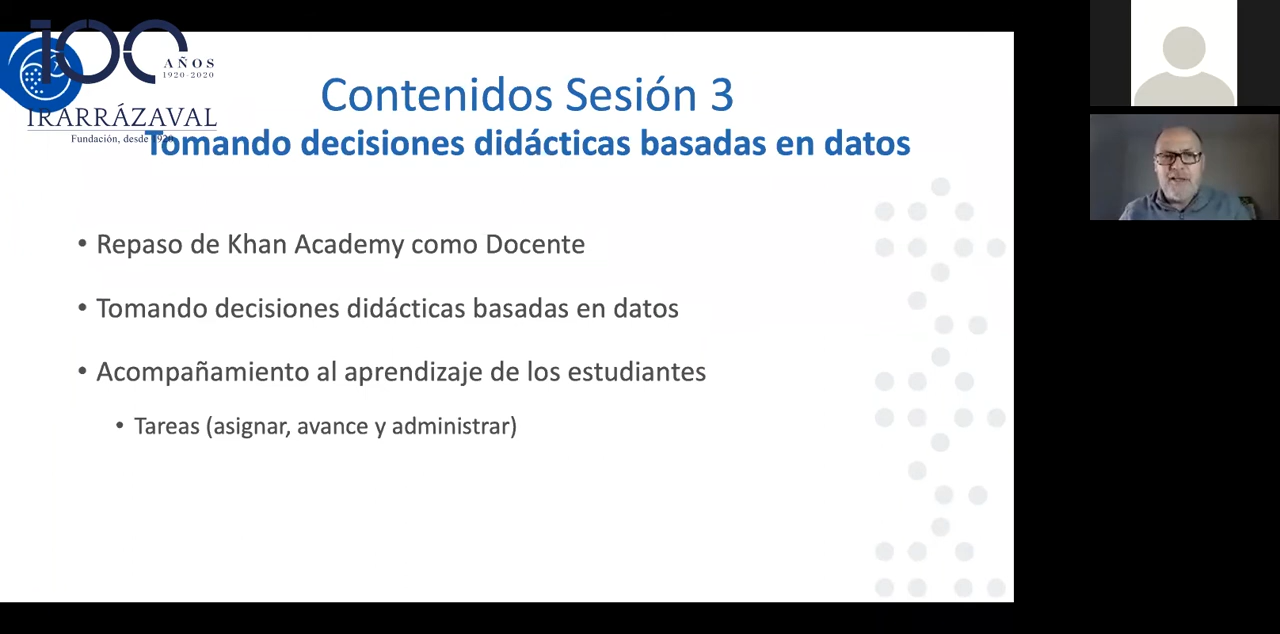 100
AÑOS
1920-2020
IRARRÁZAVAL
Fundación, desde 1920
Contenidos Sesión 3
Tomando decisiones didácticas basadas en datos
• Repaso de Khan Academy como Docente
• Tomando decisiones didácticas basadas en datos
• Acompañamiento al aprendizaje de los estudiantes
• Tareas (asignar, avance y administrar)